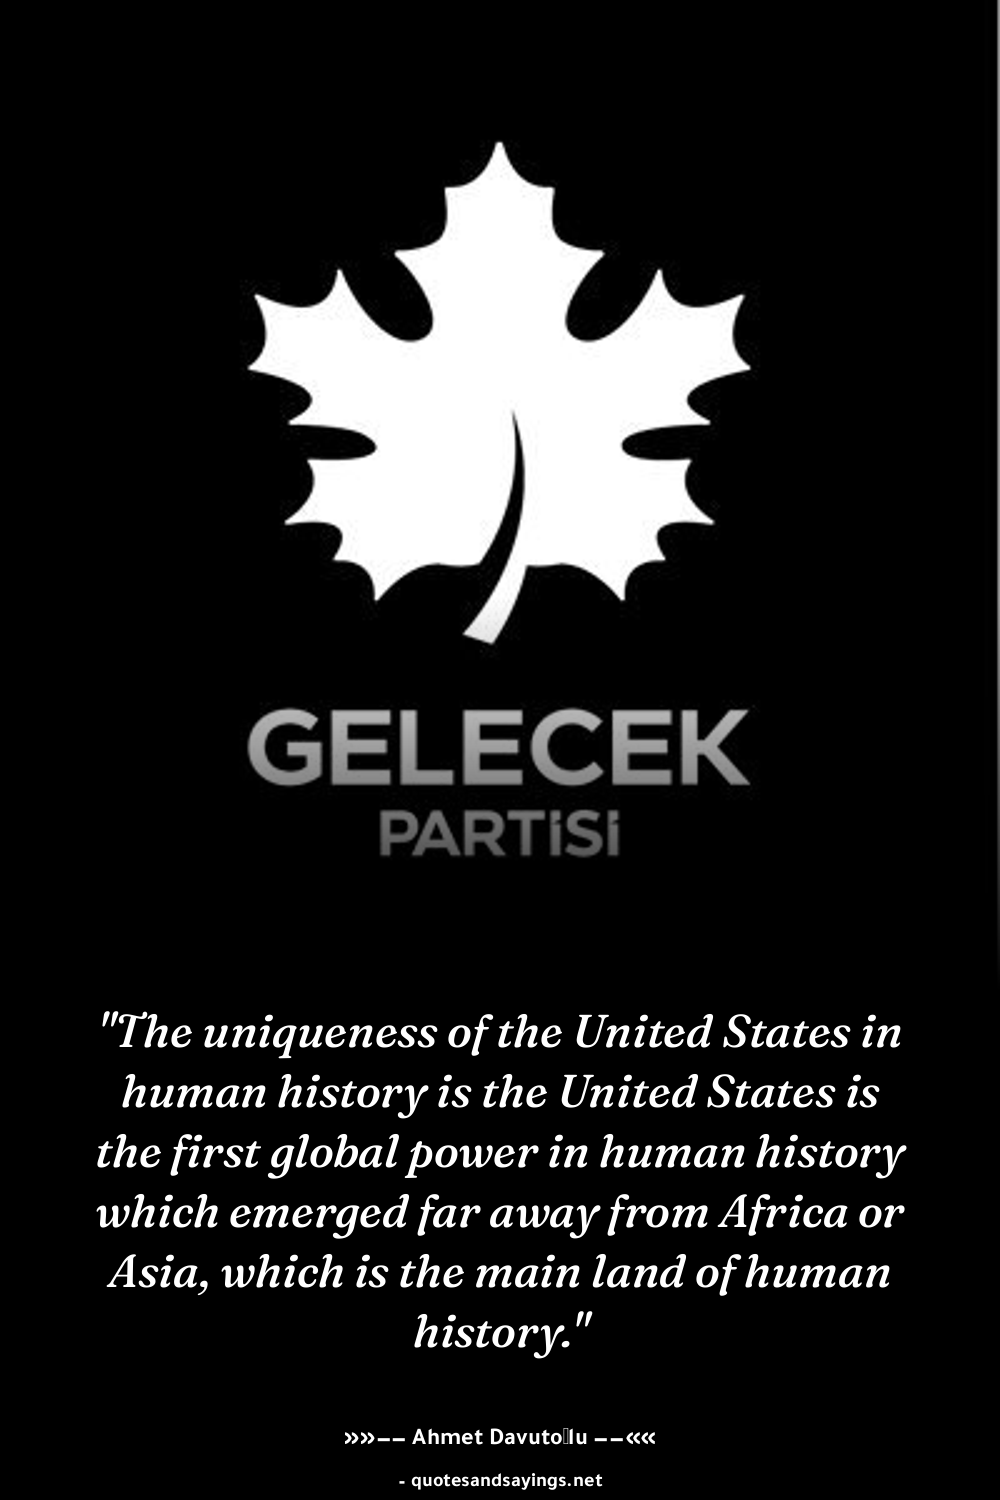 GELECEK
PARTiSi
"The uniqueness of the United States in
human history is the United States is
the first global power in human history
which emerged far away from Africa or
Asia, which is the main land of human
history."
»»−− Ahmet Davuto▯lu −−««
- quotesandsayings.net